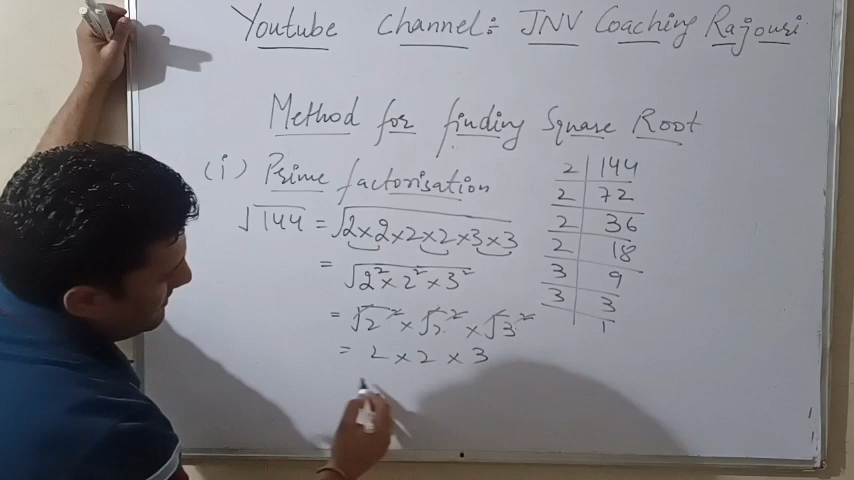 Youtube Channel:- JNV Coaching Rajouri
Method for finding Square Root
(i) Prime factorisation
√144 = √2×2×2×2×3×3
= √2²×2²×3²
= √2² × √2² × √3²
= 2 × 2 × 3
2 | 144
2 | 72
2 | 36
2 | 18
3 | 9
3 | 3
| 1